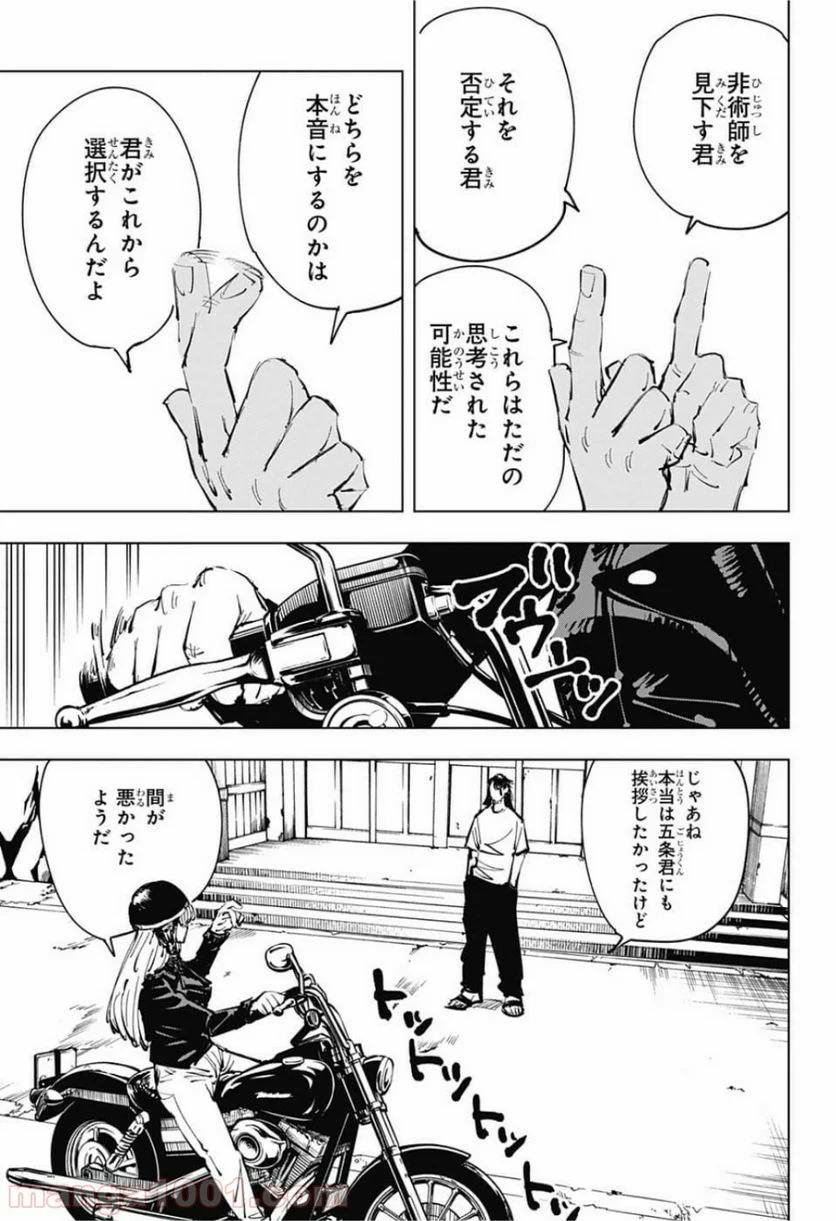 非術師を
見下す君
それを
否定する君
これらはただの
思考された
可能性だ
どちらを
本音にするのかは
君がこれから
選択するんだよ
ブウーッ
じゃあね
本当は五条君にも
挨拶したかったけど
間が
悪かった
ようだ
トッ
トッ
トッ
トッ
manga1001.com